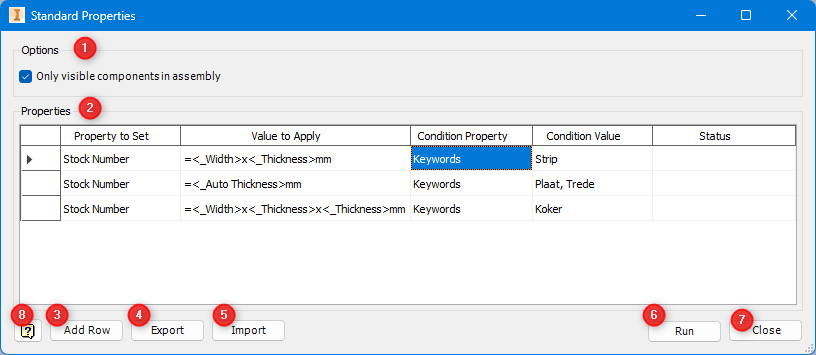 I Standard Properties
Options 1
Only visible components in assembly
Properties 2
Property to Set Value to Apply Condition Property Condition Value Status
Stock Number =<_Width>x<_Thickness>mm Keywords Strip
Stock Number =<_Auto Thickness>mm Keywords Plaat, Trede
Stock Number =<_Width>x<_Thickness>x<_Thickness>mm Keywords Koker
8 3 4 5 6 7
? Add Row Export Import Run Close